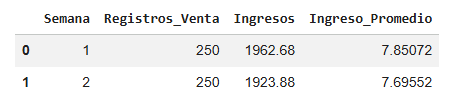 Semana Registros_Venta Ingresos Ingreso_Promedio
0 1 250 1962.68 7.85072
1 2 250 1923.88 7.69552